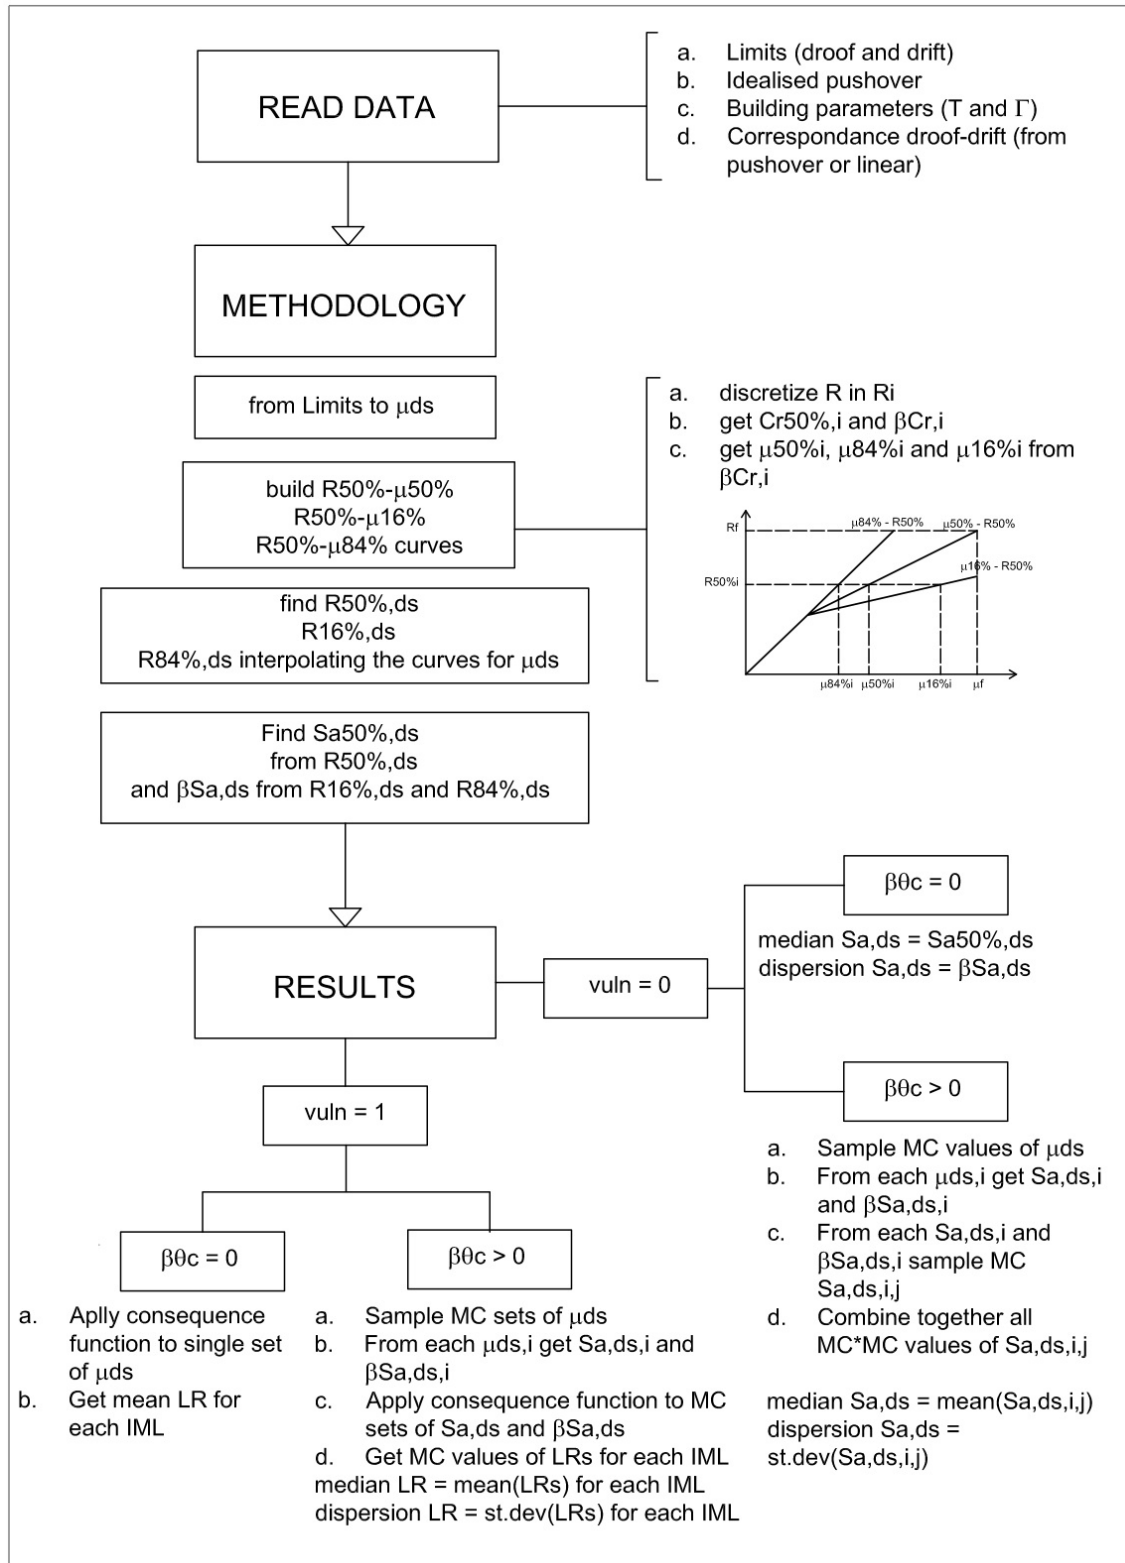 READ DATA
a. Limits (droof and drift)
b. Idealised pushover
c. Building parameters (T and Γ)
d. Correspondance droof-drift (from
pushover or linear)
METHODOLOGY
from Limits to μds
build R50%-μ50%
R50%-μ16%
R50%-μ84% curves
a. discretize R in Ri
b. get Cr50%,i and βCr,i
c. get μ50%i, μ84%i and μ16%i from
βCr,i
Rf
μ84% - R50%
μ50% - R50%
μ16% - R50%
R50%i
μ84%i
μ50%i
μ16%i
μf
find R50%,ds
R16%,ds
R84%,ds interpolating the curves for μds
Find Sa50%,ds
from R50%,ds
and βSa,ds from R16%,ds and R84%,ds
RESULTS
vuln = 0
βθc = 0
median Sa,ds = Sa50%,ds
dispersion Sa,ds = βSa,ds
βθc > 0
a. Sample MC values of μds
b. From each μds,i get Sa,ds,i
and βSa,ds,i
c. From each Sa,ds,i and
βSa,ds,i sample MC
Sa,ds,i,j
d. Combine together all
MC*MC values of Sa,ds,i,j
median Sa,ds = mean(Sa,ds,i,j)
dispersion Sa,ds =
st.dev(Sa,ds,i,j)
vuln = 1
βθc = 0
a. Aplly consequence
function to single set
of μds
b. Get mean LR for
each IML
βθc > 0
a. Sample MC sets of μds
b. From each μds,i get Sa,ds,i and
βSa,ds,i
c. Apply consequence function to MC
sets of Sa,ds and βSa,ds
d. Get MC values of LRs for each IML
median LR = mean(LRs) for each IML
dispersion LR = st.dev(LRs) for each IML